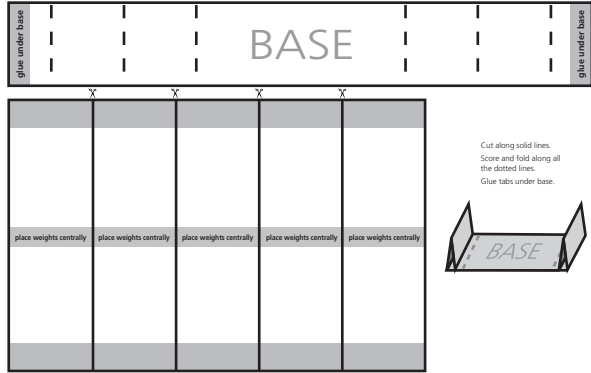 glue under base
BASE
glue under base
place weights centrally
place weights centrally
place weights centrally
place weights centrally
place weights centrally
Cut along solid lines.
Score and fold along all
the dotted lines.
Glue tabs under base.
BASE